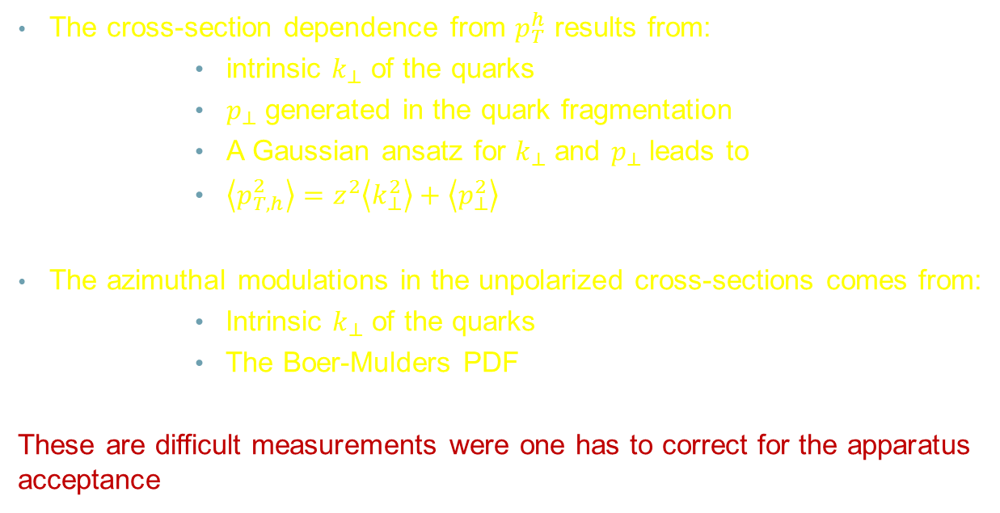 • The cross-section dependence from $p_T^h$ results from:
• intrinsic $k_\perp$ of the quarks
• $p_\perp$ generated in the quark fragmentation
• A Gaussian ansatz for $k_\perp$ and $p_\perp$ leads to
• $\langle p_{T,h}^2 \rangle = z^2 \langle k_\perp^2 \rangle + \langle p_\perp^2 \rangle$
• The azimuthal modulations in the unpolarized cross-sections comes from:
• Intrinsic $k_\perp$ of the quarks
• The Boer-Mulders PDF
These are difficult measurements were one has to correct for the apparatus
acceptance